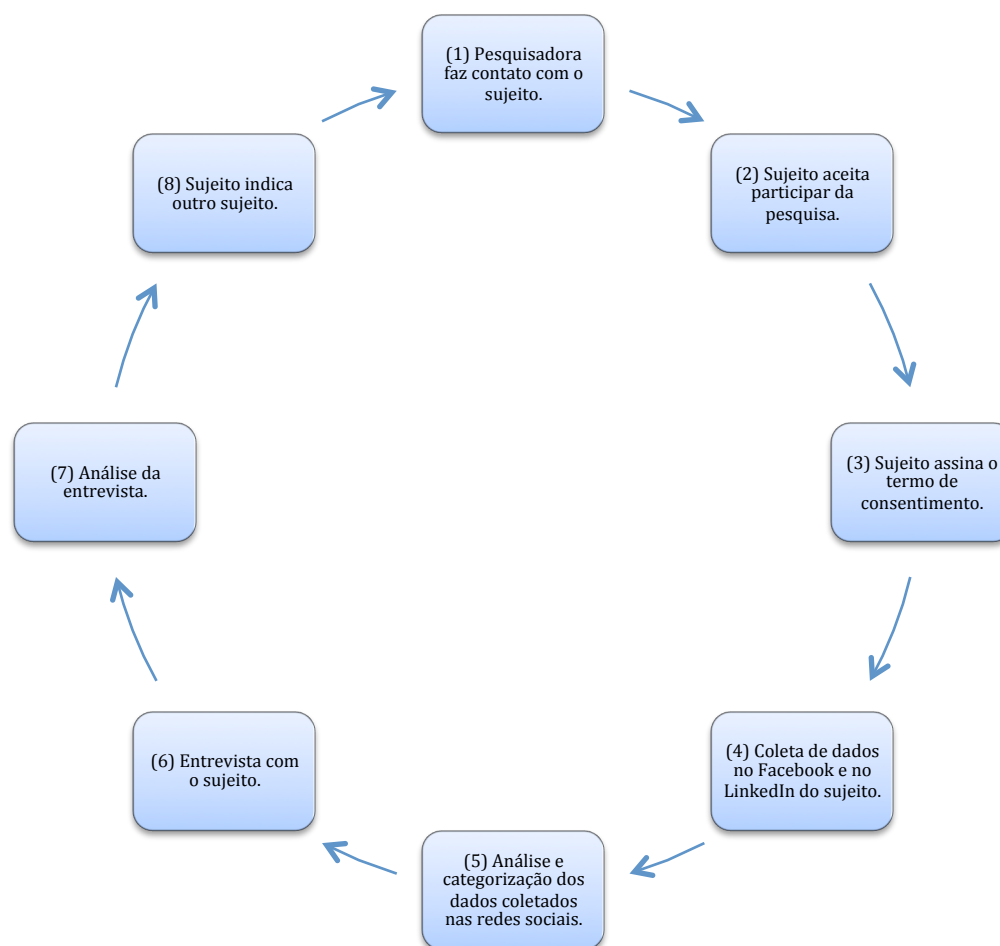 (1) Pesquisadora
faz contato com o
sujeito.
(2) Sujeito aceita
participar da
pesquisa.
(3) Sujeito assina o
termo de
consentimento.
(4) Coleta de dados
no Facebook e no
LinkedIn do sujeito.
(5) Análise e
categorização dos
dados coletados
nas redes sociais.
(6) Entrevista com
o sujeito.
(7) Análise da
entrevista.
(8) Sujeito indica
outro sujeito.